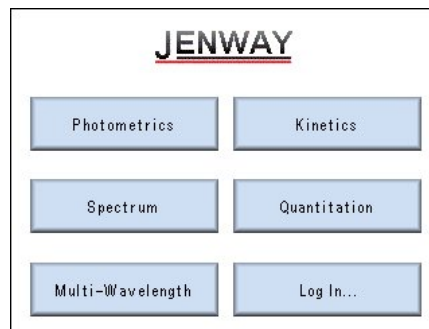 JENWAY
Photometrics
Kinetics
Spectrum
Quantitation
Multi-Wavelength
Log In...